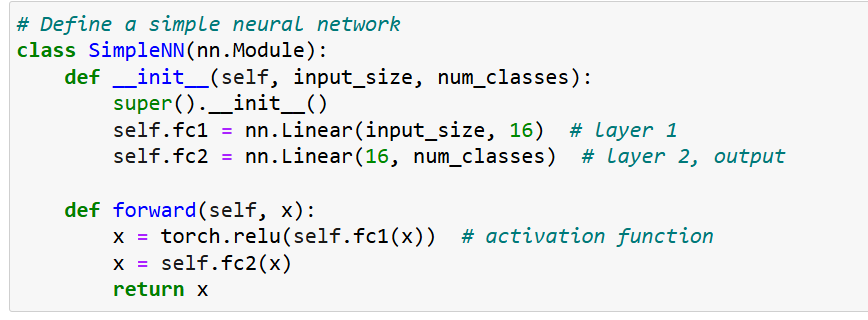 # Define a simple neural network
class SimpleNN(nn.Module):
    def __init__(self, input_size, num_classes):
        super().__init__()
        self.fc1 = nn.Linear(input_size, 16)  # layer 1
        self.fc2 = nn.Linear(16, num_classes)  # layer 2, output

    def forward(self, x):
        x = torch.relu(self.fc1(x))  # activation function
        x = self.fc2(x)
        return x